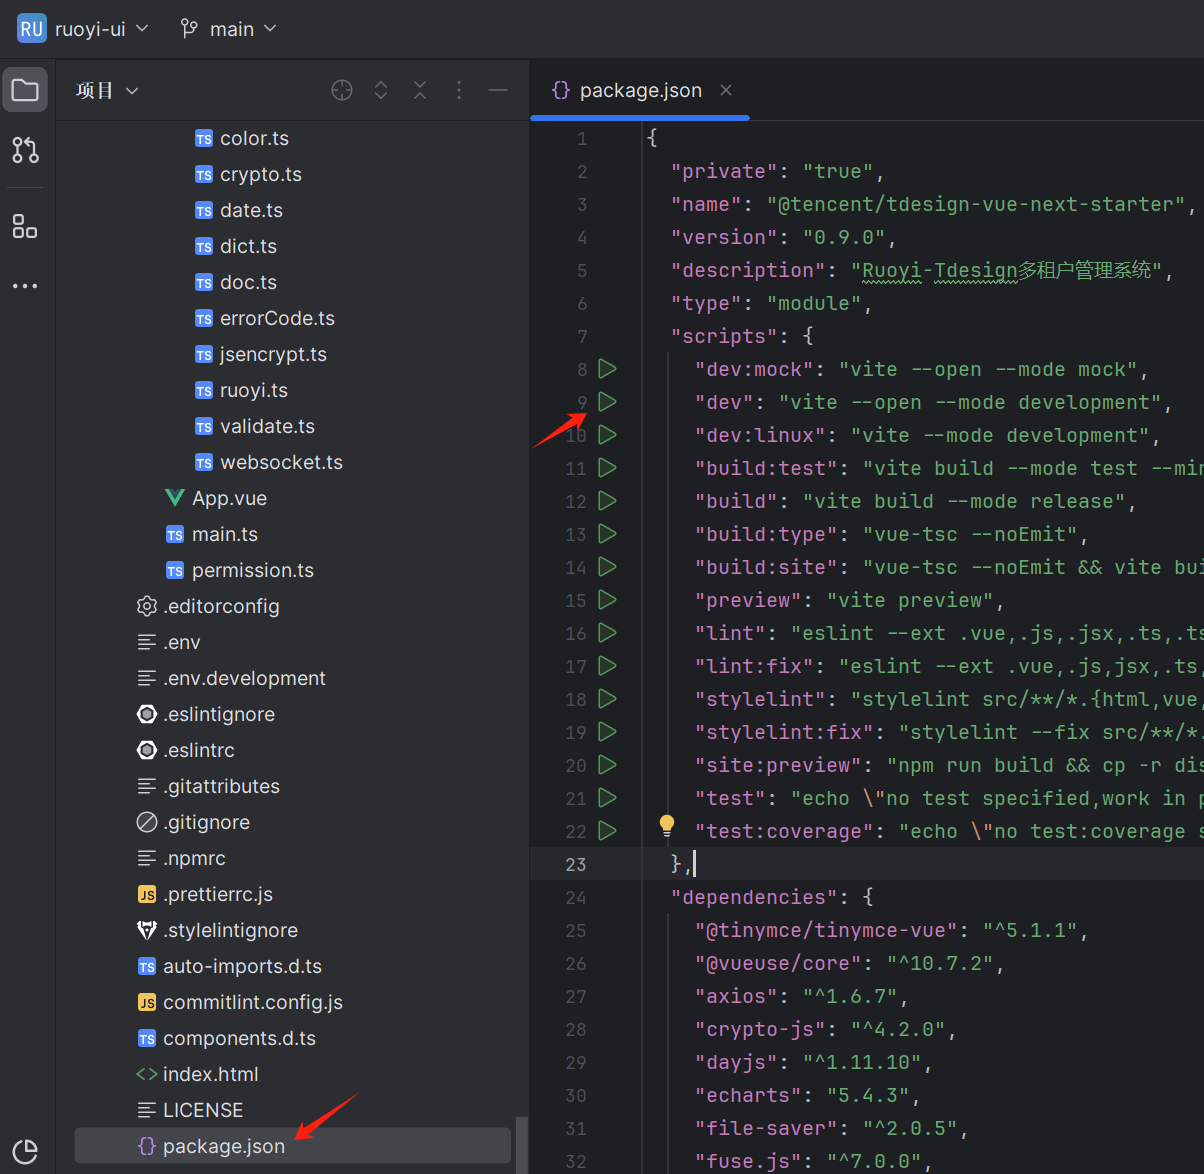 RU ruoyi-ui main
项目
package.json
TS color.ts
TS crypto.ts
TS date.ts
TS dict.ts
TS doc.ts
TS errorCode.ts
TS jsencrypt.ts
TS ruoyi.ts
TS validate.ts
TS websocket.ts
App.vue
TS main.ts
TS permission.ts
.editorconfig
.env
.env.development
.eslintignore
.eslintrc
.gitattributes
.gitignore
.npmrc
JS .prettierrc.js
.stylelintignore
TS auto-imports.d.ts
JS commitlint.config.js
TS components.d.ts
<> index.html
LICENSE
{} package.json
1 {
2 "private": "true",
3 "name": "@tencent/tdesign-vue-next-starter",
4 "version": "0.9.0",
5 "description": "Ruoyi-Tdesign多租户管理系统",
6 "type": "module",
7 "scripts": {
8 "dev:mock": "vite --open --mode mock",
9 "dev": "vite --open --mode development",
10 "dev:linux": "vite --mode development",
11 "build:test": "vite build --mode test --min
12 "build": "vite build --mode release",
13 "build:type": "vue-tsc --noEmit",
14 "build:site": "vue-tsc --noEmit && vite bui
15 "preview": "vite preview",
16 "lint": "eslint --ext .vue,.js,.jsx,.ts,.ts
17 "lint:fix": "eslint --ext .vue,.js,jsx,.ts,
18 "stylelint": "stylelint src/**/*.{html,vue,
19 "stylelint:fix": "stylelint --fix src/**/*.
20 "site:preview": "npm run build && cp -r dis
21 "test": "echo \"no test specified,work in p
22 "test:coverage": "echo \"no test:coverage s
23 },
24 "dependencies": {
25 "@tinymce/tinymce-vue": "^5.1.1",
26 "@vueuse/core": "^10.7.2",
27 "axios": "^1.6.7",
28 "crypto-js": "^4.2.0",
29 "dayjs": "^1.11.10",
30 "echarts": "5.4.3",
31 "file-saver": "^2.0.5",
32 "fuse.js": "^7.0.0",